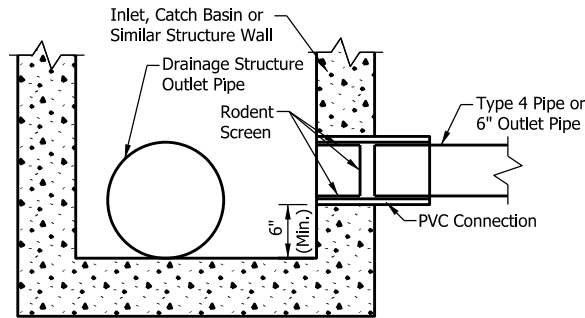 Inlet, Catch Basin or
Similar Structure Wall
Drainage Structure
Outlet Pipe
Rodent
Screen
Type 4 Pipe or
6" Outlet Pipe
6"
(Min.)
PVC Connection